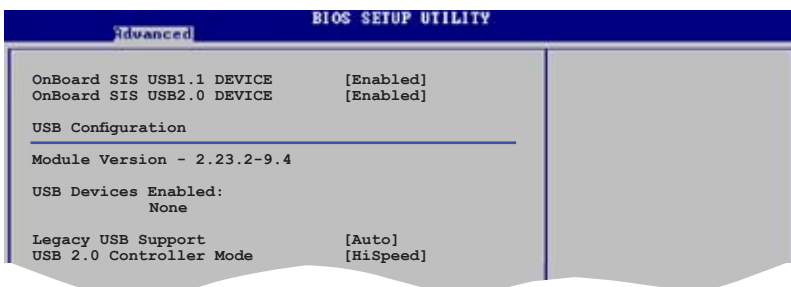 BIOS SETUP UTILITY
Advanced
OnBoard SIS USB1.1 DEVICE [Enabled]
OnBoard SIS USB2.0 DEVICE [Enabled]
USB Configuration
Module Version - 2.23.2-9.4
USB Devices Enabled:
None
Legacy USB Support [Auto]
USB 2.0 Controller Mode [HiSpeed]